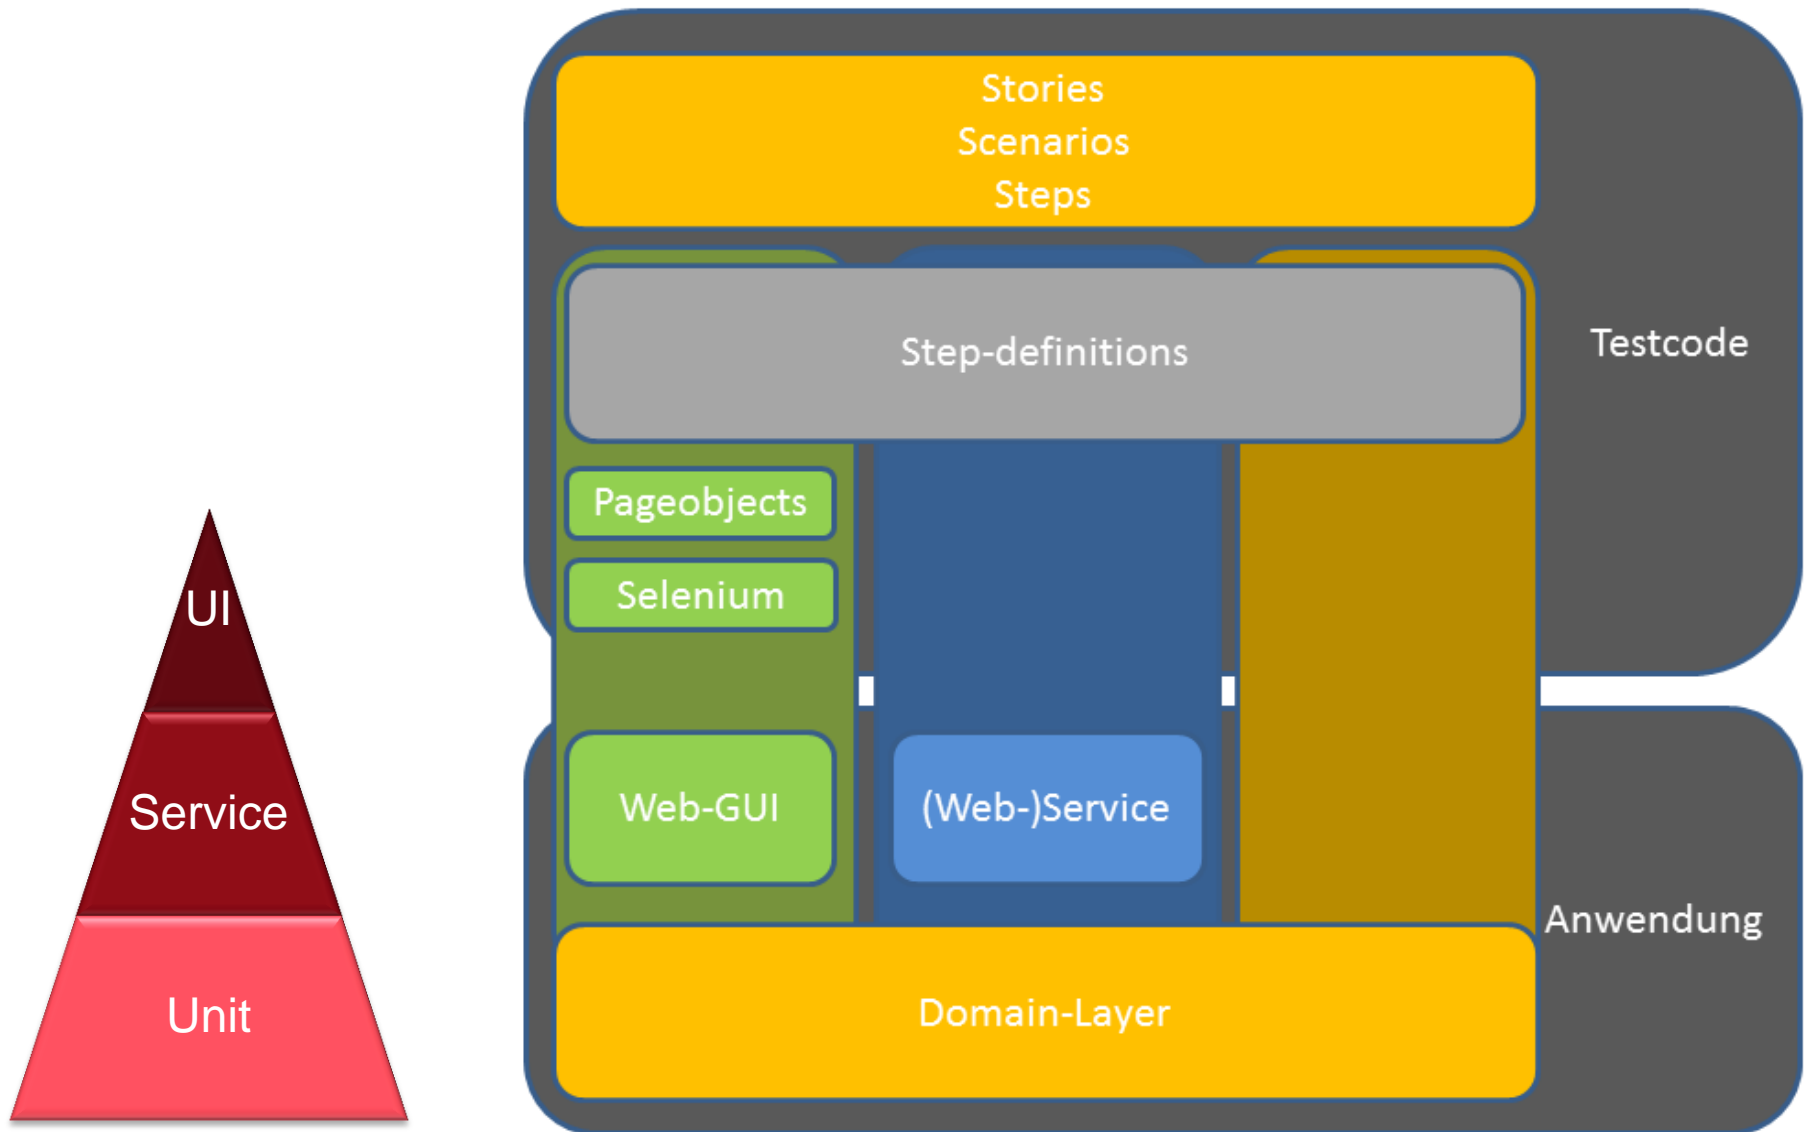 UI
Service
Unit
Stories
Scenarios
Steps
Step-definitions
Testcode
Pageobjects
Selenium
Web-GUI
(Web-)Service
Anwendung
Domain-Layer